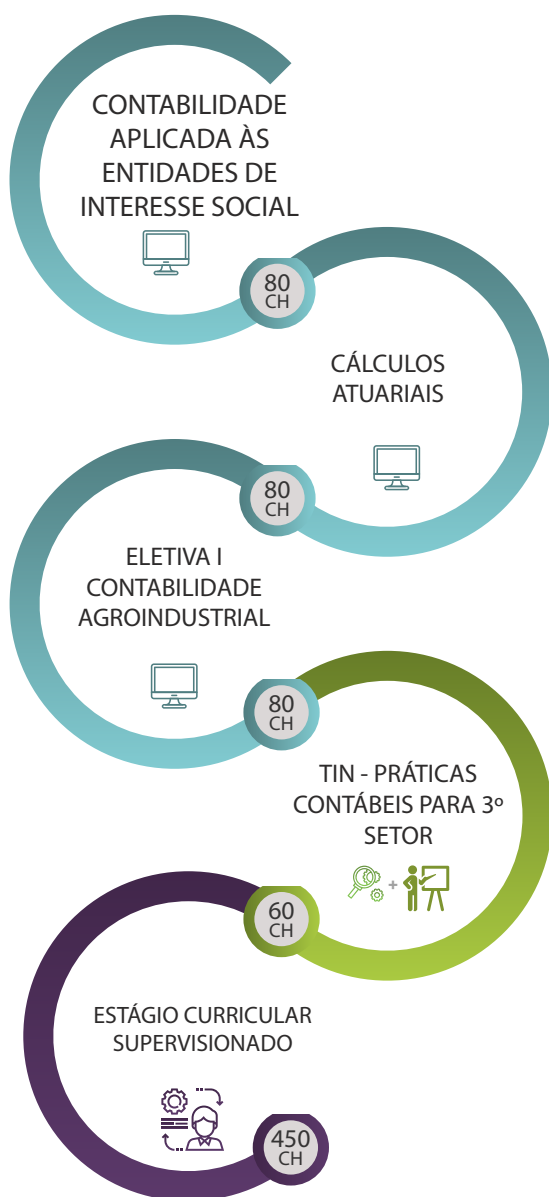 CONTABILIDADE
APLICADA ÀS
ENTIDADES DE
INTERESSE SOCIAL
80
CH
CÁLCULOS
ATUARIAIS
80
CH
ELETIVA I
CONTABILIDADE
AGROINDUSTRIAL
80
CH
TIN - PRÁTICAS
CONTÁBEIS PARA 3º
SETOR
+
60
CH
ESTÁGIO CURRICULAR
SUPERVISIONADO
450
CH